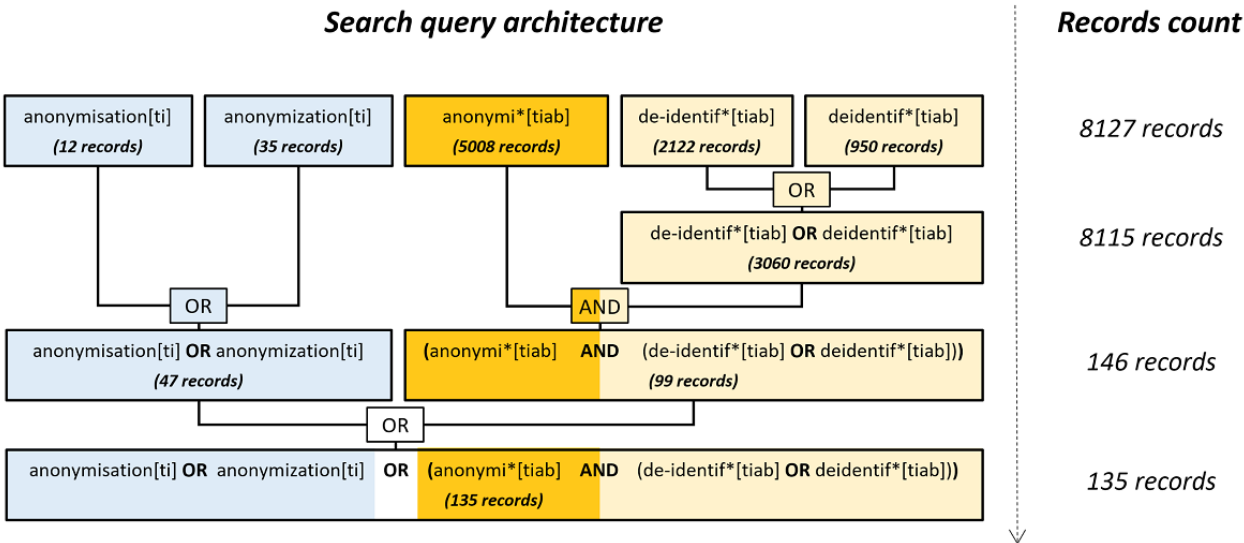 Search query architecture
Records count
anonymisation[ti]
(12 records)
anonymization[ti]
(35 records)
anonymi*[tiab]
(5008 records)
de-identif*[tiab]
(2122 records)
deidentif*[tiab]
(950 records)
8127 records
OR
de-identif*[tiab] OR deidentif*[tiab]
(3060 records)
8115 records
OR
AND
anonymisation[ti] OR anonymization[ti]
(47 records)
(anonymi*[tiab] AND (de-identif*[tiab] OR deidentif*[tiab]))
(99 records)
146 records
OR
anonymisation[ti] OR anonymization[ti] OR (anonymi*[tiab] AND (de-identif*[tiab] OR deidentif*[tiab]))
(135 records)
135 records